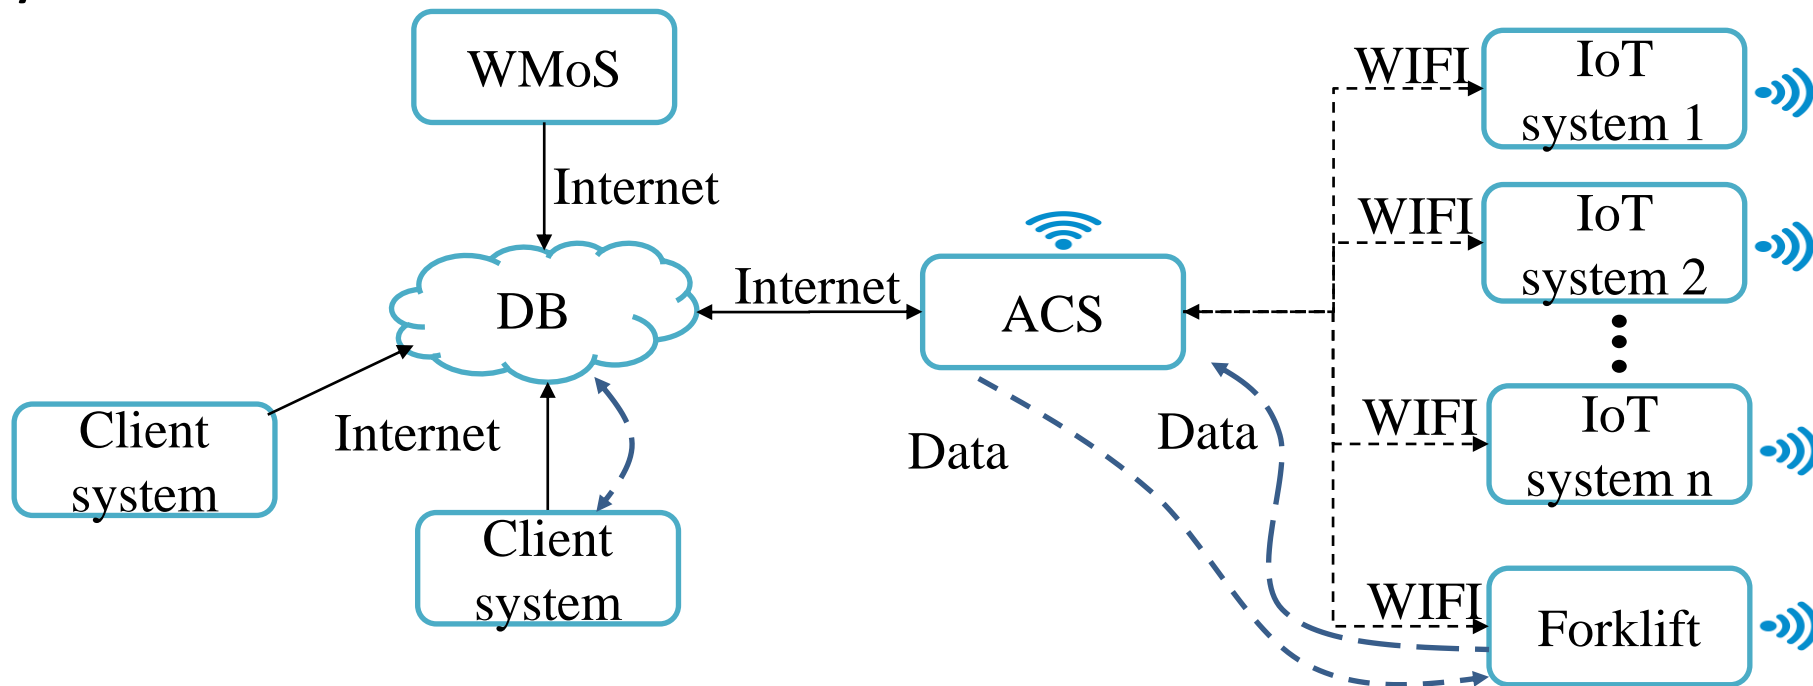 WMoS
Internet
DB
Internet
ACS
Client
system
Internet
Client
system
Data
Data
WIFI
IoT
system 1
WIFI
IoT
system 2
WIFI
IoT
system n
WIFI
Forklift